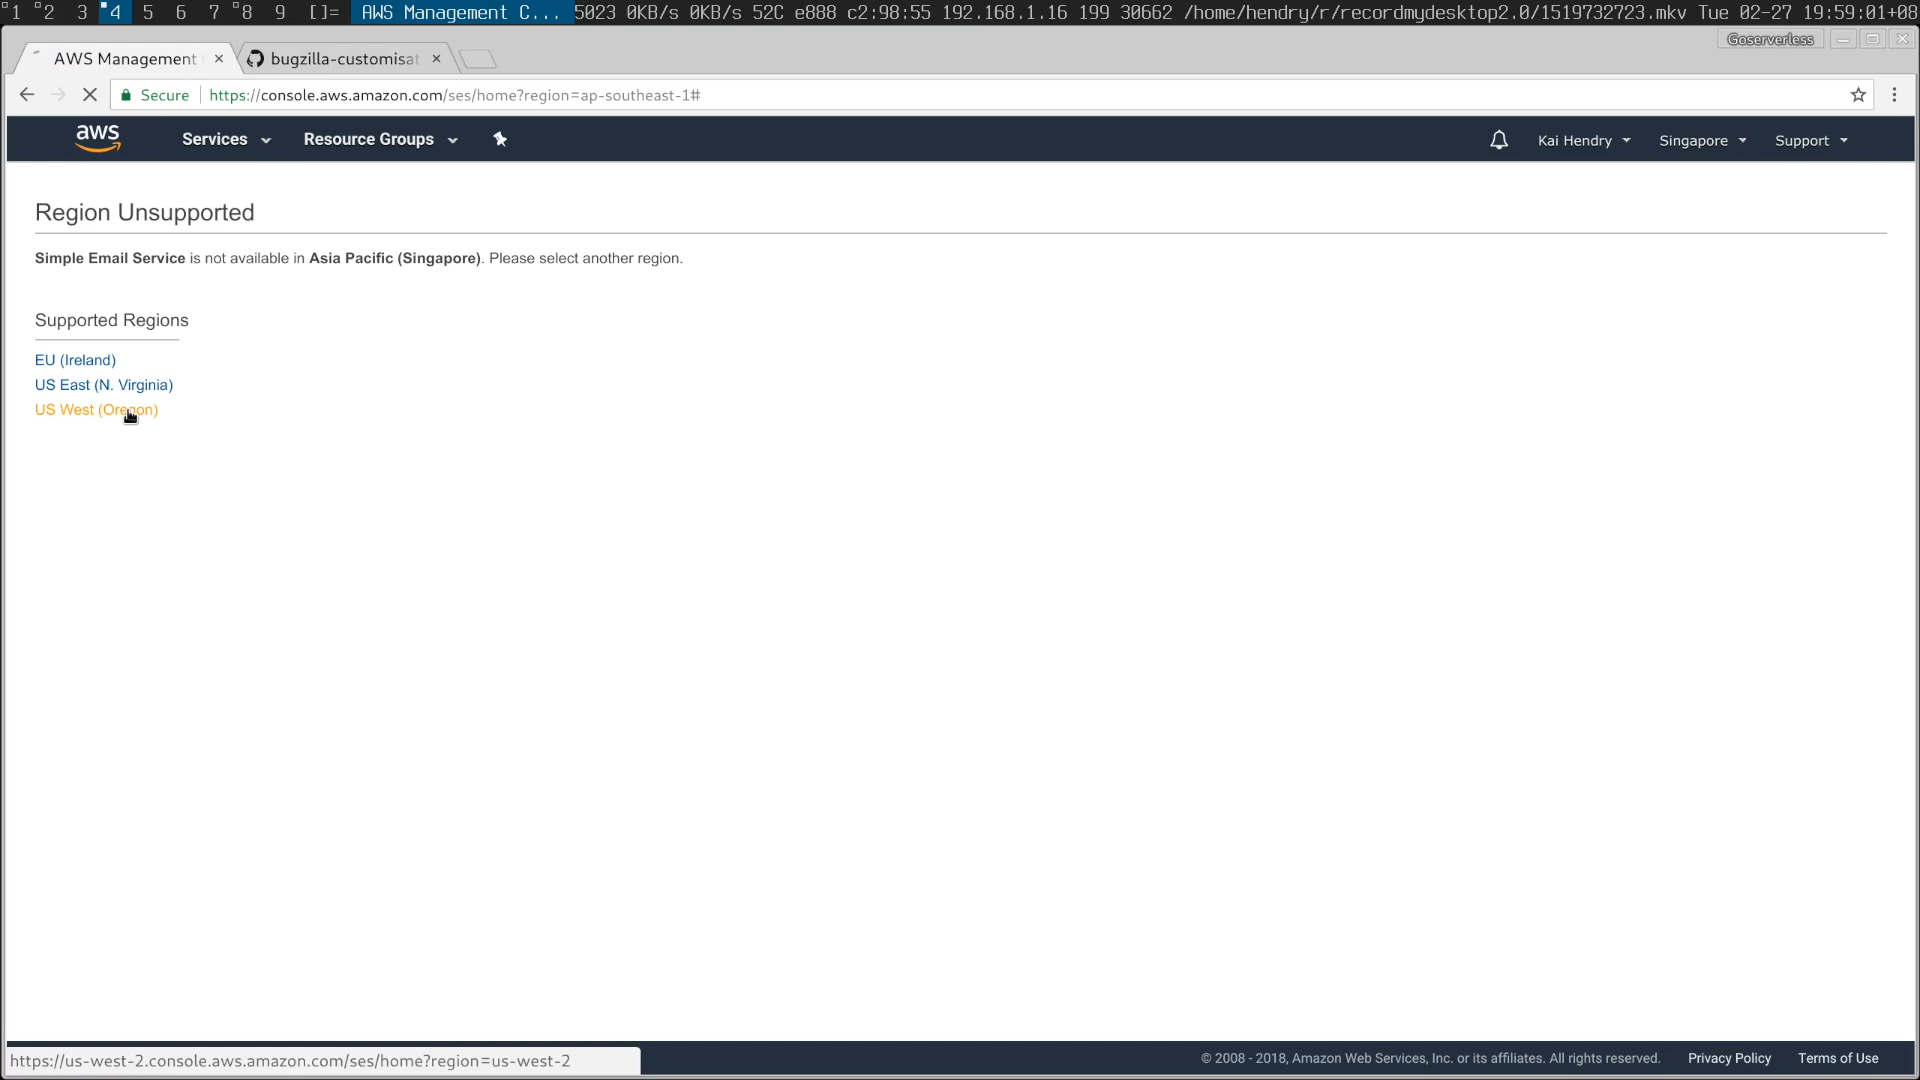 1 2 3 4 5 6 7 8 9 []= AWS Management C... 5023 0KB/s 0KB/s 52C e888 c2:98:55 192.168.1.16 199 30662 /home/hendry/r/recordmydesktop2.0/1519732723.mkv Tue 02-27 19:59:01+08
Goserverless
AWS Management bugzilla-customisat
Secure https://console.aws.amazon.com/ses/home?region=ap-southeast-1#
aws Services Resource Groups Kai Hendry Singapore Support
Region Unsupported
Simple Email Service is not available in Asia Pacific (Singapore). Please select another region.
Supported Regions
EU (Ireland)
US East (N. Virginia)
US West (Oregon)
https://us-west-2.console.aws.amazon.com/ses/home?region=us-west-2 © 2008 - 2018, Amazon Web Services, Inc. or its affiliates. All rights reserved. Privacy Policy Terms of Use